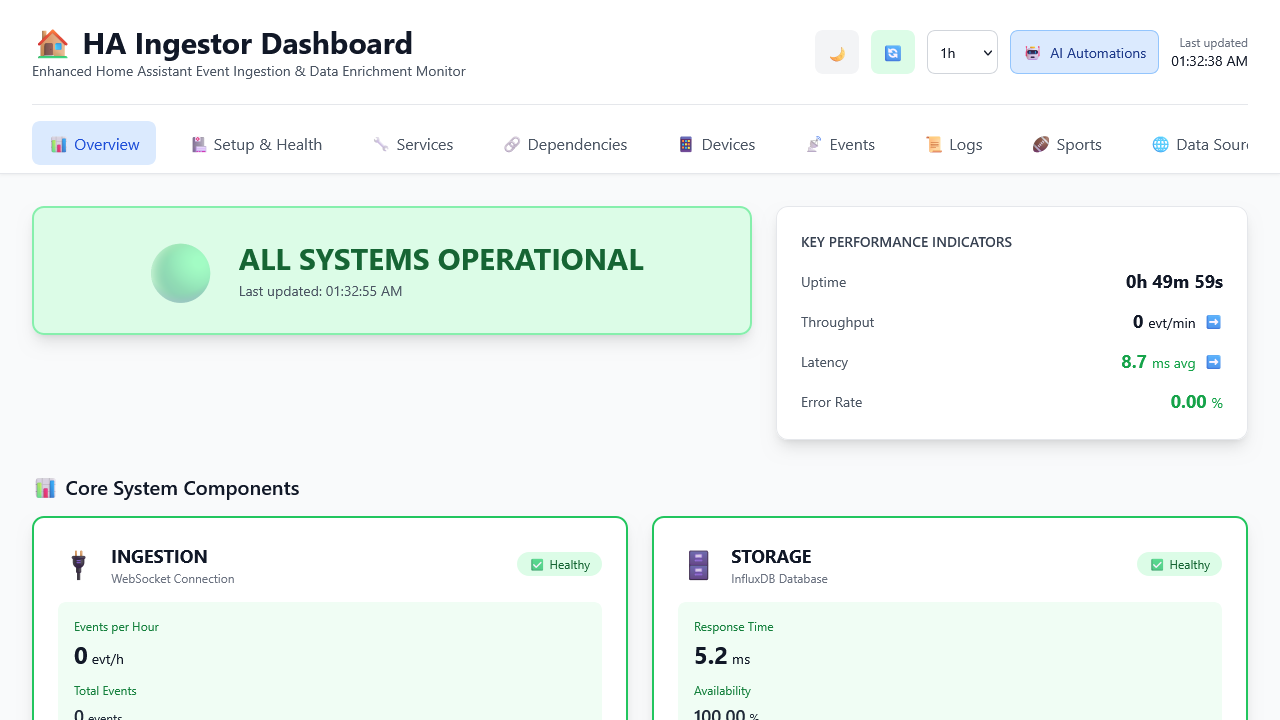 HA Ingestor Dashboard
Enhanced Home Assistant Event Ingestion & Data Enrichment Monitor
1h
AI Automations
Last updated
01:32:38 AM
Overview
Setup & Health
Services
Dependencies
Devices
Events
Logs
Sports
Data Sour
ALL SYSTEMS OPERATIONAL
Last updated: 01:32:55 AM
KEY PERFORMANCE INDICATORS
Uptime
0h 49m 59s
Throughput
0 evt/min
Latency
8.7 ms avg
Error Rate
0.00 %
Core System Components
INGESTION
WebSocket Connection
Healthy
Events per Hour
0 evt/h
Total Events
0 events
STORAGE
InfluxDB Database
Healthy
Response Time
5.2 ms
Availability
100.00 %